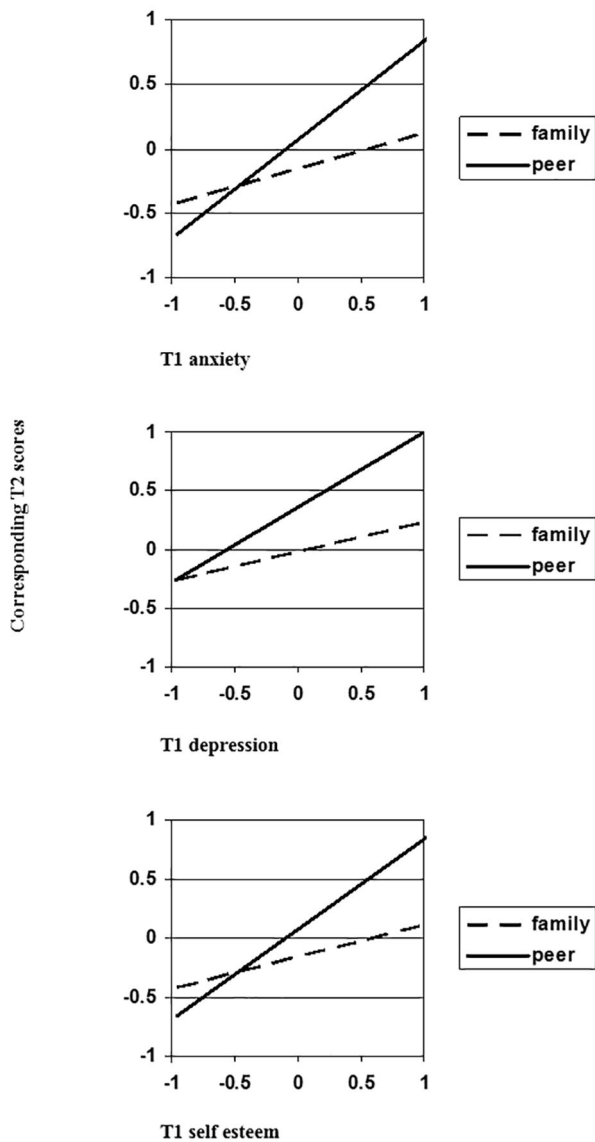 1
0.5
0
-0.5
-1
-1 -0.5 0 0.5 1
family
peer
T1 anxiety
Corresponding T2 scores
1
0.5
0
-0.5
-1
-1 -0.5 0 0.5 1
family
peer
T1 depression
1
0.5
0
-0.5
-1
-1 -0.5 0 0.5 1
family
peer
T1 self esteem